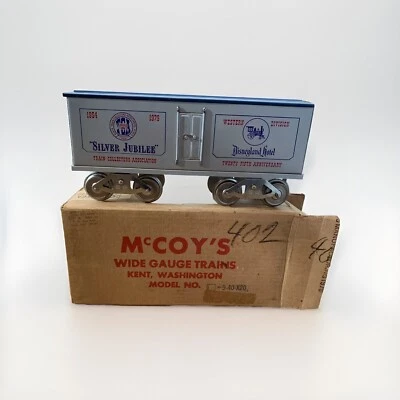 1954 1979
TCA
"SILVER JUBILEE"
TRAIN COLLECTORS ASSOCIATION
WESTERN DIVISION
Disneyland Hotel
TWENTY FIFTH ANNIVERSARY
402
McCOY'S
WIDE GAUGE TRAINS
KENT, WASHINGTON
MODEL NO.